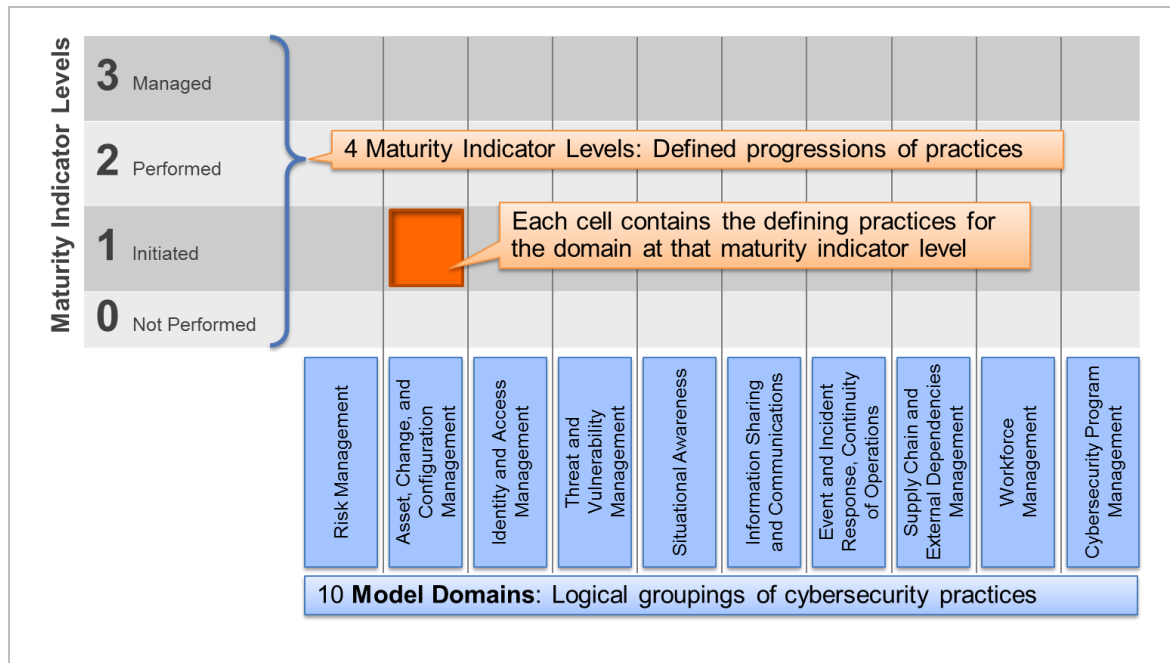 Maturity Indicator Levels
3 Managed
2 Performed
1 Initiated
0 Not Performed
4 Maturity Indicator Levels: Defined progressions of practices
Each cell contains the defining practices for
the domain at that maturity indicator level
Risk Management
Asset, Change, and
Configuration
Management
Identity and Access
Management
Threat and
Vulnerability
Management
Situational Awareness
Information Sharing
and Communications
Event and Incident
Response, Continuity
of Operations
Supply Chain and
External Dependencies
Management
Workforce
Management
Cybersecurity Program
Management
10 Model Domains: Logical groupings of cybersecurity practices